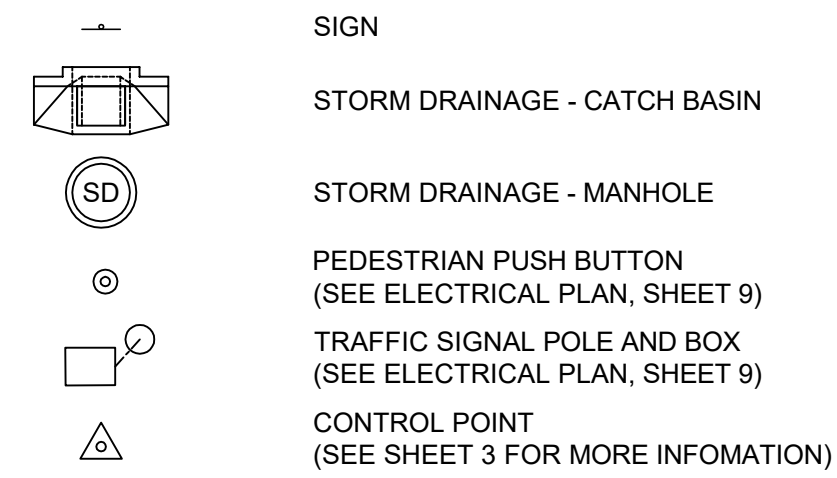 SIGN
STORM DRAINAGE - CATCH BASIN
SD
STORM DRAINAGE - MANHOLE
PEDESTRIAN PUSH BUTTON
(SEE ELECTRICAL PLAN, SHEET 9)
TRAFFIC SIGNAL POLE AND BOX
(SEE ELECTRICAL PLAN, SHEET 9)
CONTROL POINT
(SEE SHEET 3 FOR MORE INFOMATION)